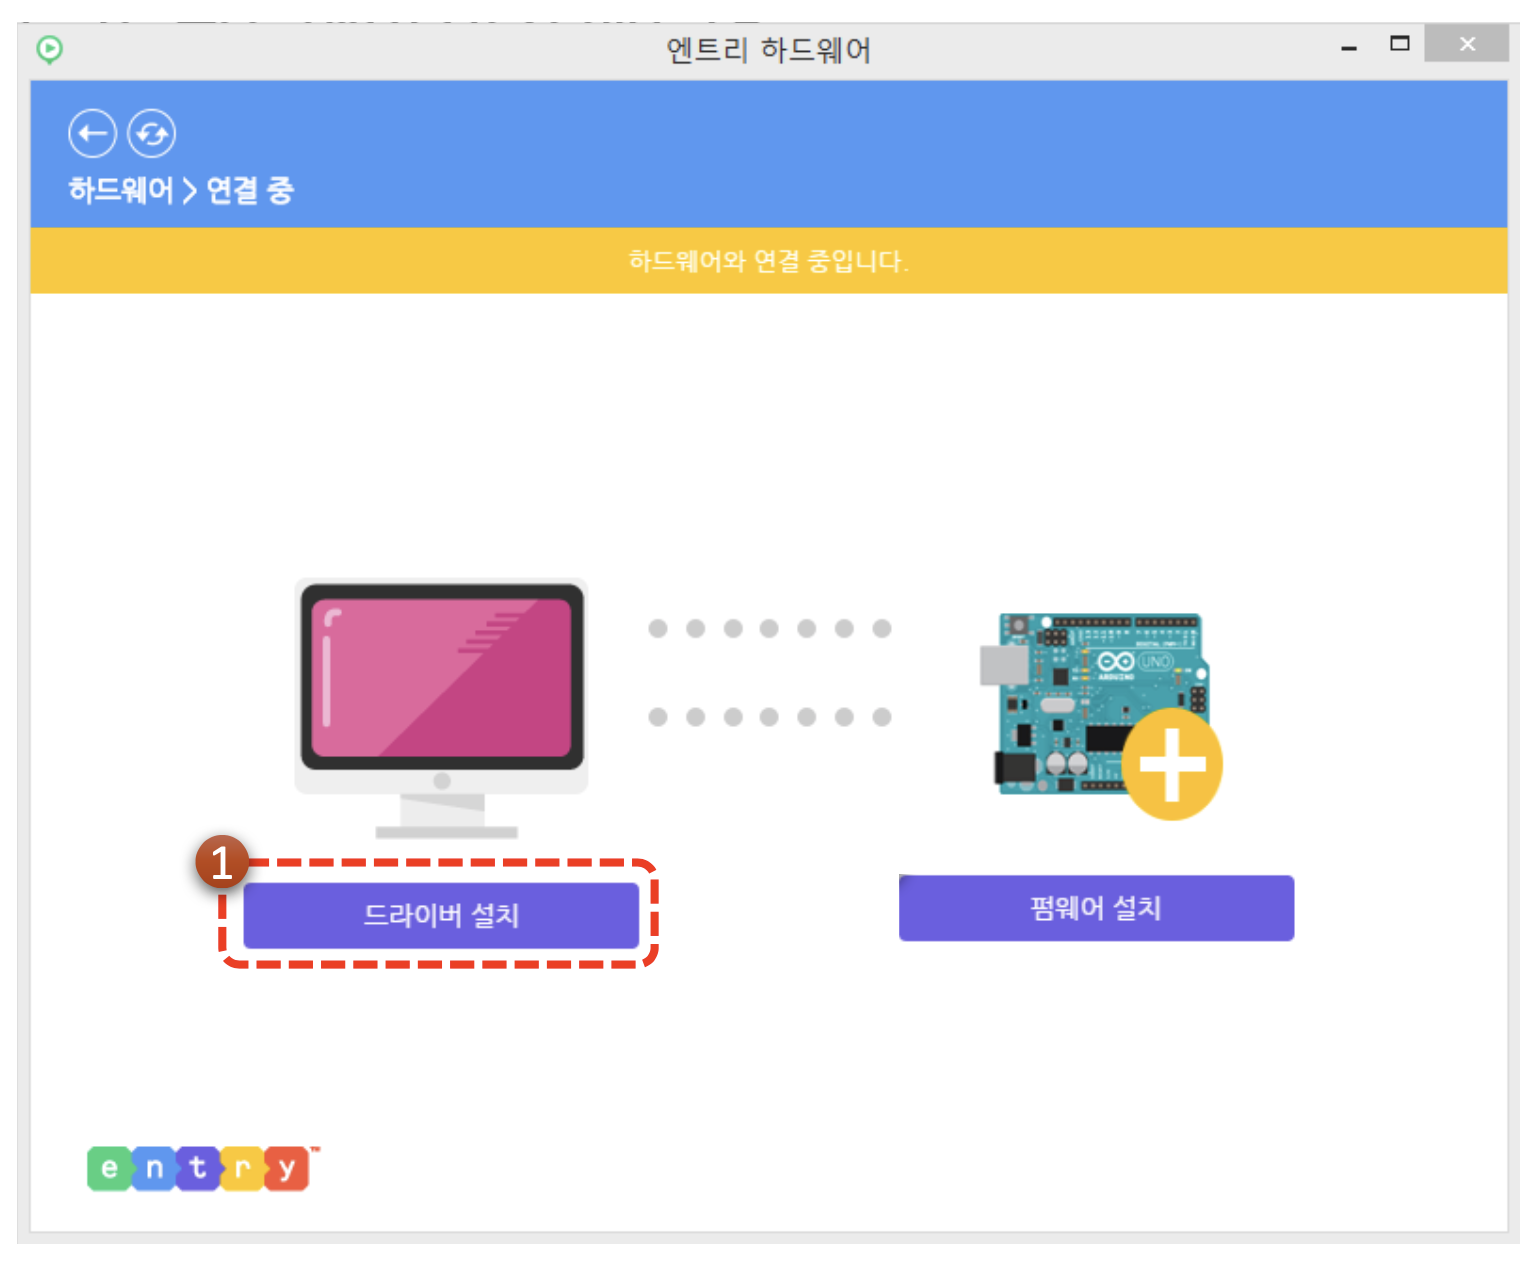 엔트리 하드웨어
하드웨어 > 연결 중
하드웨어와 연결 중입니다.
UNO
ARDUINO
1
드라이버 설치
펌웨어 설치
entry™